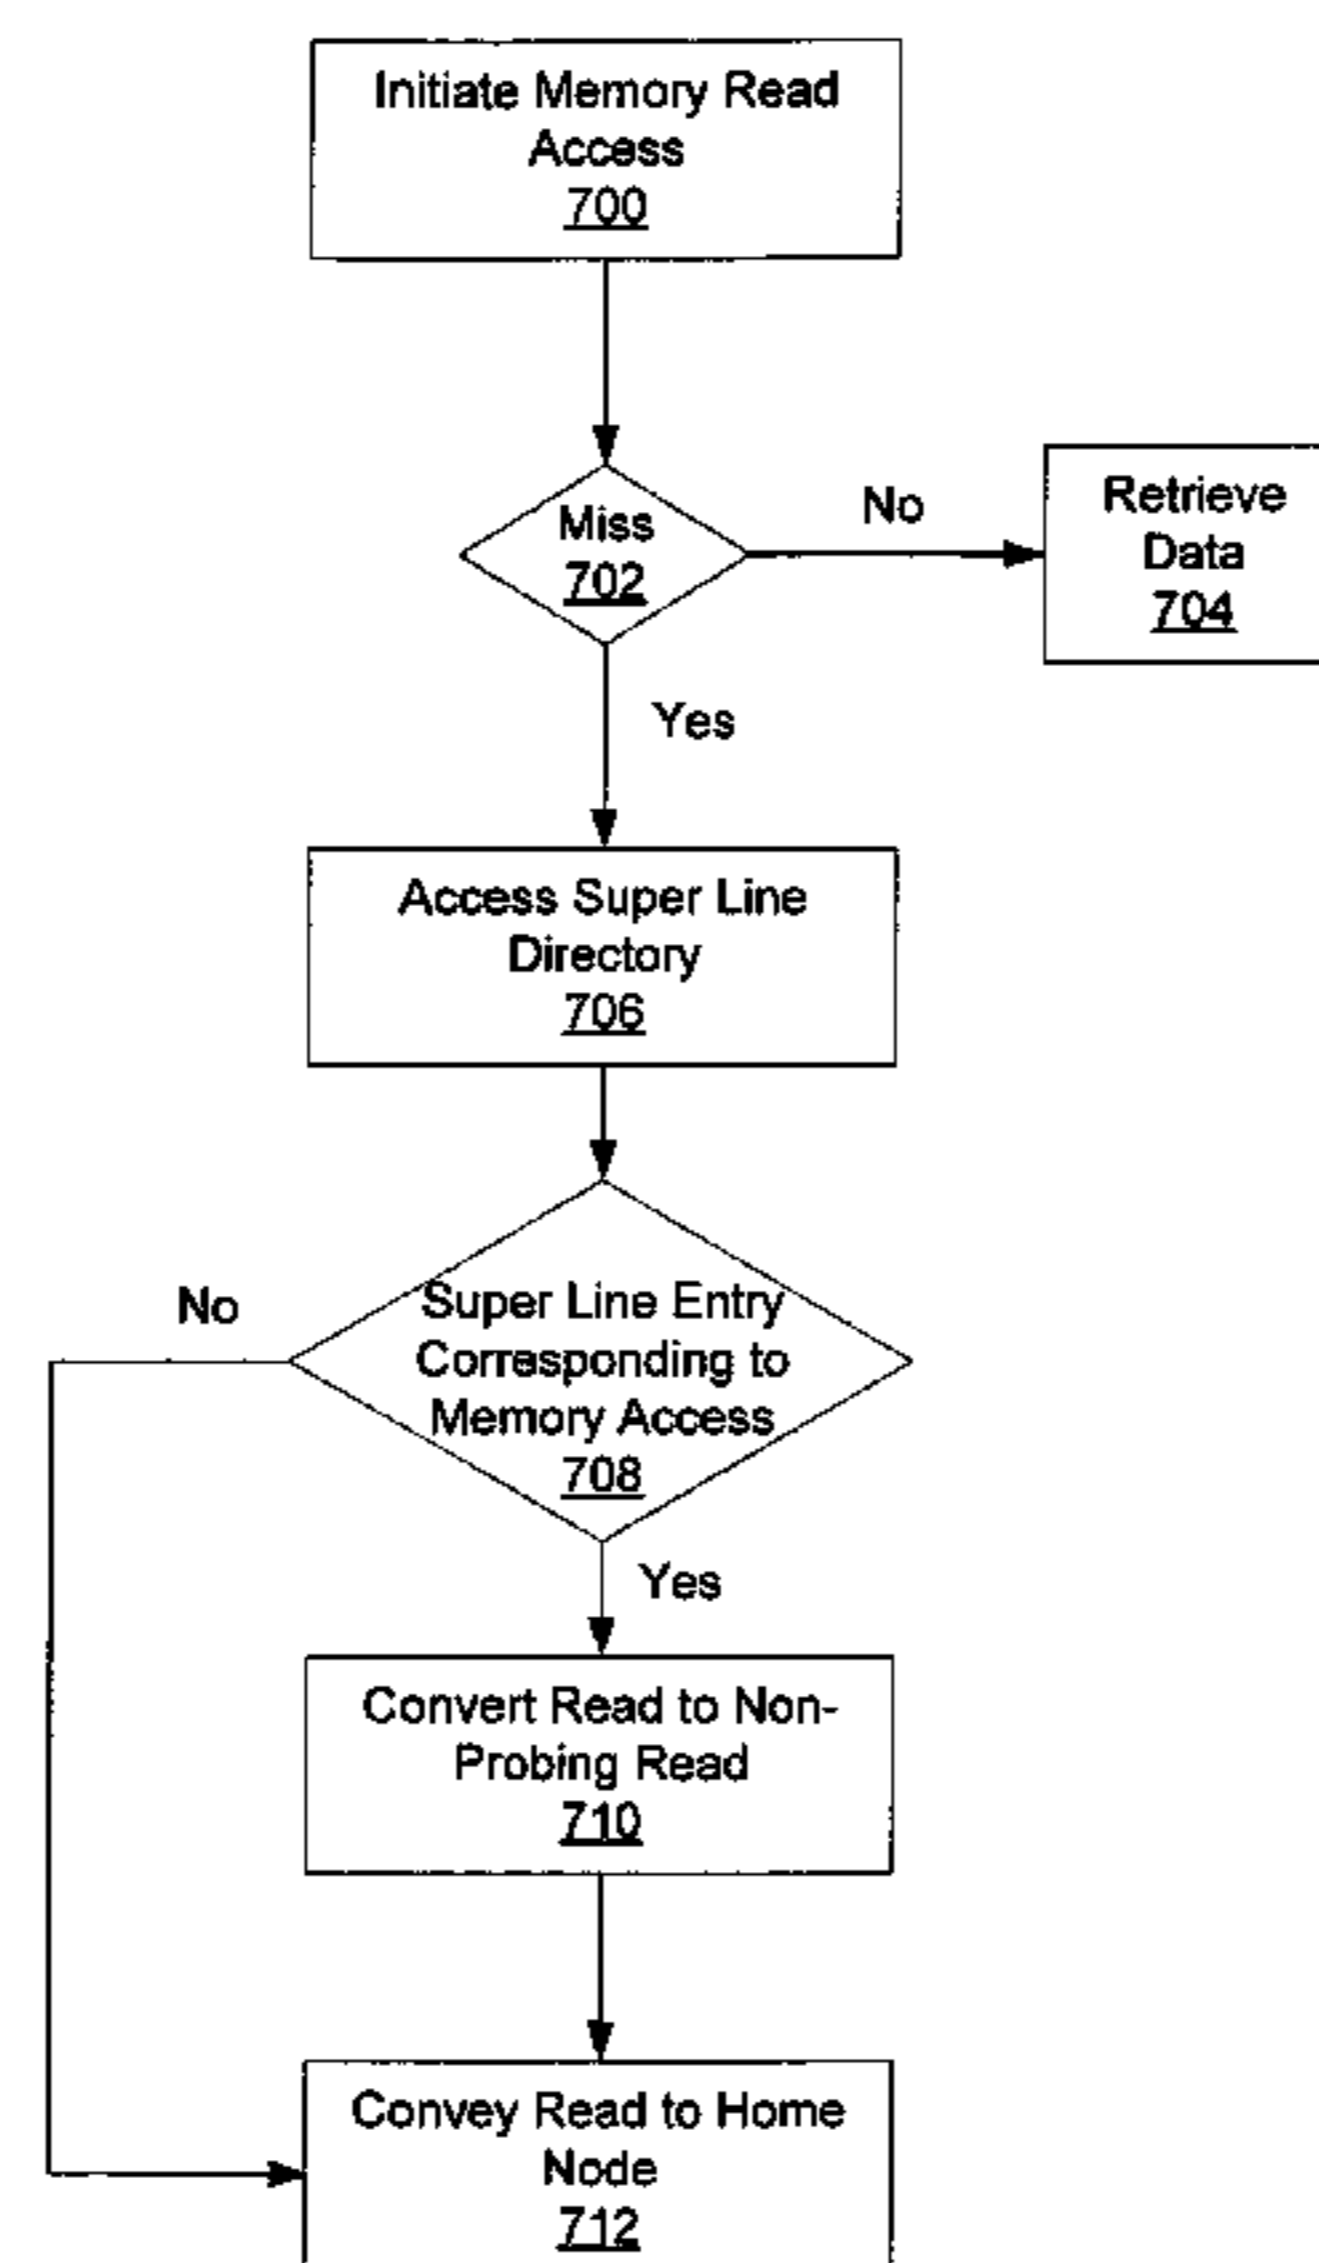 Initiate Memory Read
Access
700
Miss
702
No
Retrieve
Data
704
Yes
Access Super Line
Directory
706
No
Super Line Entry
Corresponding to
Memory Access
708
Yes
Convert Read to Non-
Probing Read
710
Convey Read to Home
Node
712